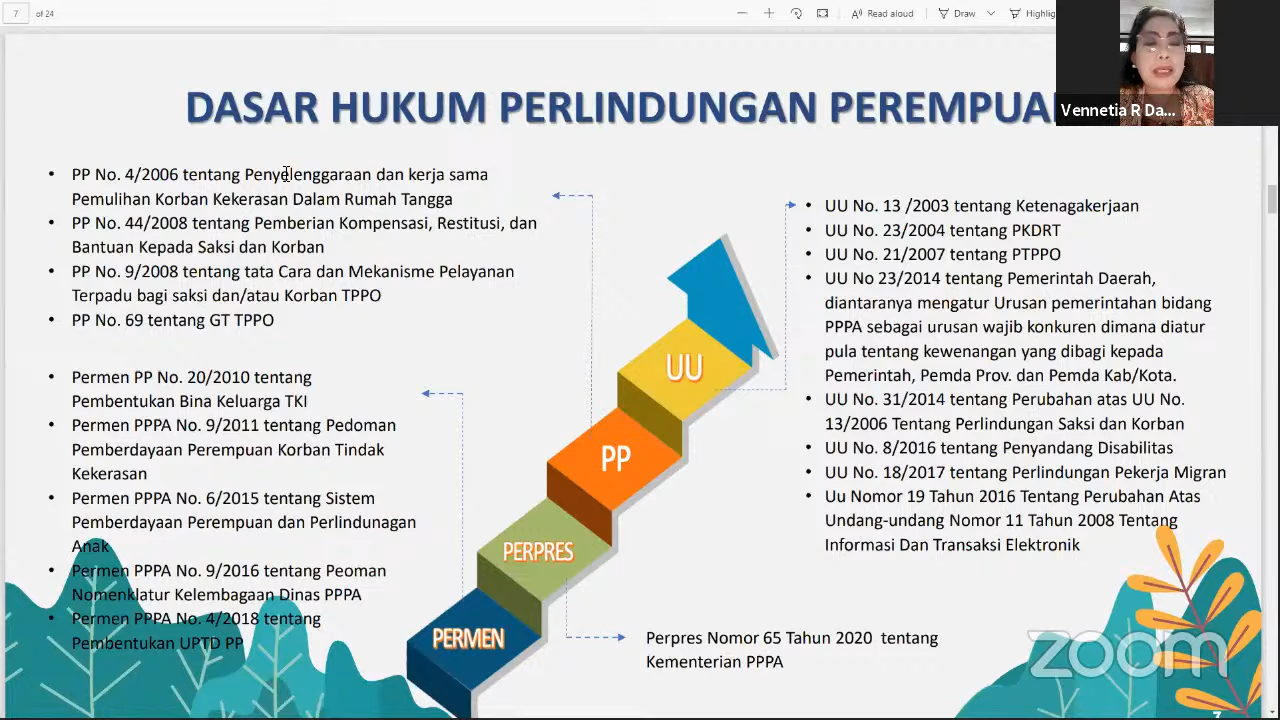 7 of 24
Read aloud
Draw
Vennetia R Da...
DASAR HUKUM PERLINDUNGAN
• PP No. 4/2006 tentang Penyelenggaraan dan kerja sama
Pemulihan Korban Kekerasan Dalam Rumah Tangga
• PP No. 44/2008 tentang Pemberian Kompensasi, Restitusi, dan
Bantuan Kepada Saksi dan Korban
• PP No. 9/2008 tentang tata Cara dan Mekanisme Pelayanan
Terpadu bagi saksi dan/atau Korban TPPO
• PP No. 69 tentang GT TPPO
• Permen PP No. 20/2010 tentang
Pembentukan Bina Keluarga TKI
• Permen PPPA No. 9/2011 tentang Pedoman
Pemberdayaan Perempuan Korban Tindak
Kekerasan
• Permen PPPA No. 6/2015 tentang Sistem
Pemberdayaan Perempuan dan Perlindunagan
Anak
• Permen PPPA No. 9/2016 tentang Peoman
Nomenklatur Kelembagaan Dinas PPPA
• Permen PPPA No. 4/2018 tentang
Pembentukan UPTD PP
UU
PP
PERPRES
PERMEN
• UU No. 13 /2003 tentang Ketenagakerjaan
• UU No. 23/2004 tentang PKDRT
• UU No. 21/2007 tentang PTPPO
• UU No 23/2014 tentang Pemerintah Daerah,
diantaranya mengatur Urusan pemerintahan bidang
PPPA sebagai urusan wajib konkuren dimana diatur
pula tentang kewenangan yang dibagi kepada
Pemerintah, Pemda Prov. dan Pemda Kab/Kota.
• UU No. 31/2014 tentang Perubahan atas UU No.
13/2006 Tentang Perlindungan Saksi dan Korban
• UU No. 8/2016 tentang Penyandang Disabilitas
• UU No. 18/2017 tentang Perlindungan Pekerja Migran
• Uu Nomor 19 Tahun 2016 Tentang Perubahan Atas
Undang-undang Nomor 11 Tahun 2008 Tentang
Informasi Dan Transaksi Elektronik
Perpres Nomor 65 Tahun 2020 tentang
Kementerian PPPA
zoom